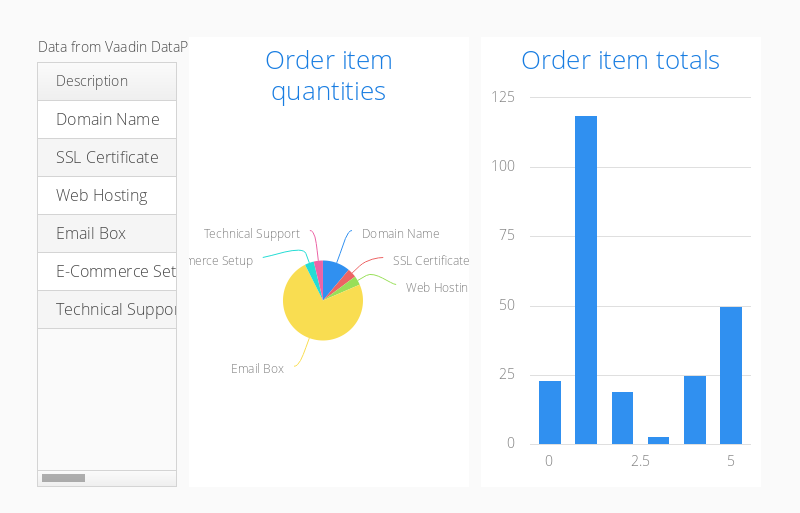 Data from Vaadin DataP
Description
Domain Name
SSL Certificate
Web Hosting
Email Box
E-Commerce Set
Technical Suppor
Order item
quantities
Technical Support
Domain Name
merce Setup
SSL Certificate
Web Hostin
Email Box
Order item totals
125
100
75
50
25
0
0
2.5
5